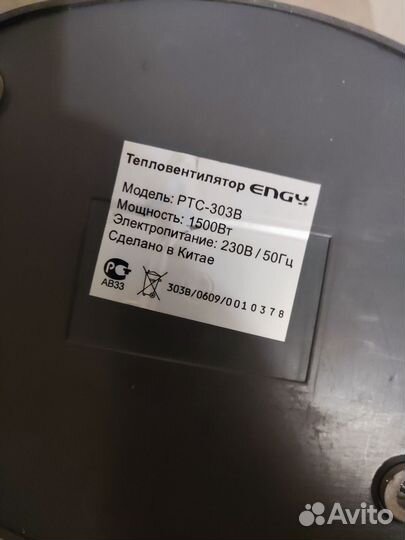 Тепловентилятор ENGY
Модель: PTC-303B
Мощность: 1500Вт
Электропитание: 230В / 50Гц
Сделано в Китае
АВ33
303B/0609/0010378
Avito